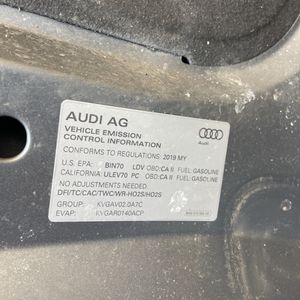 AUDI AG
VEHICLE EMISSION
CONTROL INFORMATION
Audi
CONFORMS TO REGULATIONS: 2019 MY
U.S. EPA: BIN70 LDV OBD:CA II FUEL:GASOLINE
CALIFORNIA: ULEV70 PC OBD:CA II FUEL:GASOLINE
NO ADJUSTMENTS NEEDED
DFI/TC/CAC/TWC/WR-HO2S/HO2S
GROUP: KVGAV02.0A7C
EVAP: KVGAR0140ACP